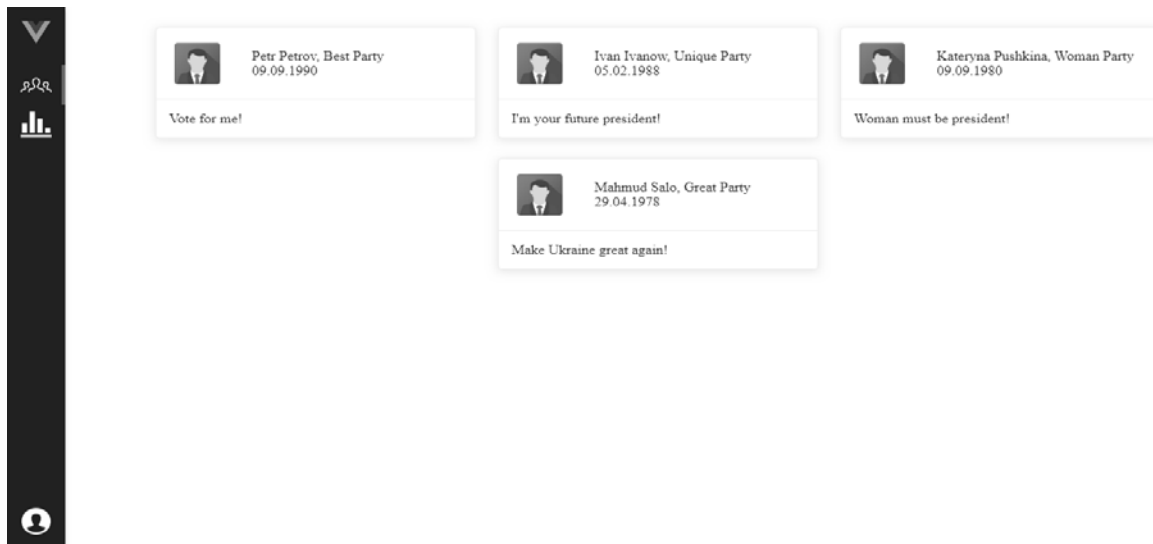 Petr Petrov, Best Party
09.09.1990
Vote for me!
Ivan Ivanow, Unique Party
05.02.1988
I'm your future president!
Kateryna Pushkina, Woman Party
09.09.1980
Woman must be president!
Mahmud Salo, Great Party
29.04.1978
Make Ukraine great again!